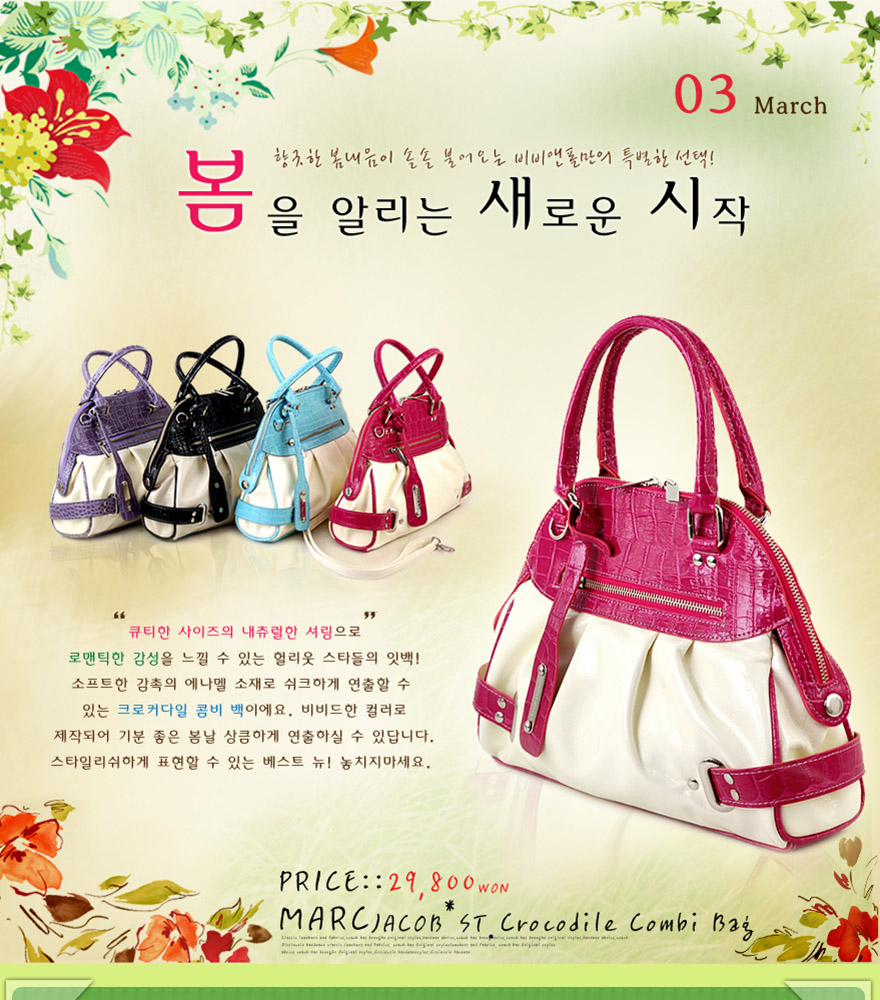 03 March
향긋한 봄내음이 솔솔 불어오는 비비앤폴만의 특별한 선택!
봄을 알리는 새로운 시작
“ 큐티한 사이즈의 내츄럴한 셔링으로 ”
로맨틱한 감성을 느낄 수 있는 헐리웃 스타들의 잇백!
소프트한 감촉의 에나멜 소재로 쉬크하게 연출할 수
있는 크로커다일 콤비 백이에요. 비비드한 컬러로
제작되어 기분 좋은 봄날 상큼하게 연출하실 수 있답니다.
스타일리쉬하게 표현할 수 있는 베스트 뉴! 놓치지마세요.
PRICE::29,800WON
MARCJACOB*ST.Crocodile Combi Bag